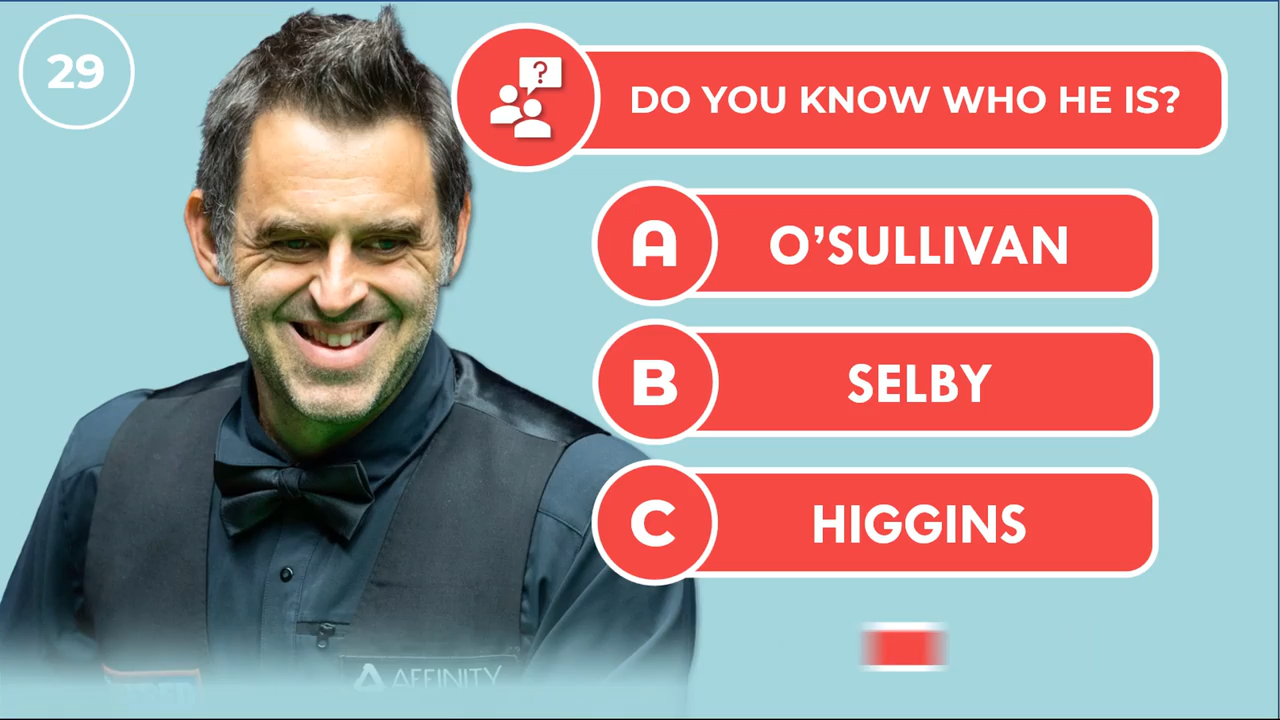 29
?
DO YOU KNOW WHO HE IS?
A
O'SULLIVAN
B
SELBY
C
HIGGINS
AFFINITY